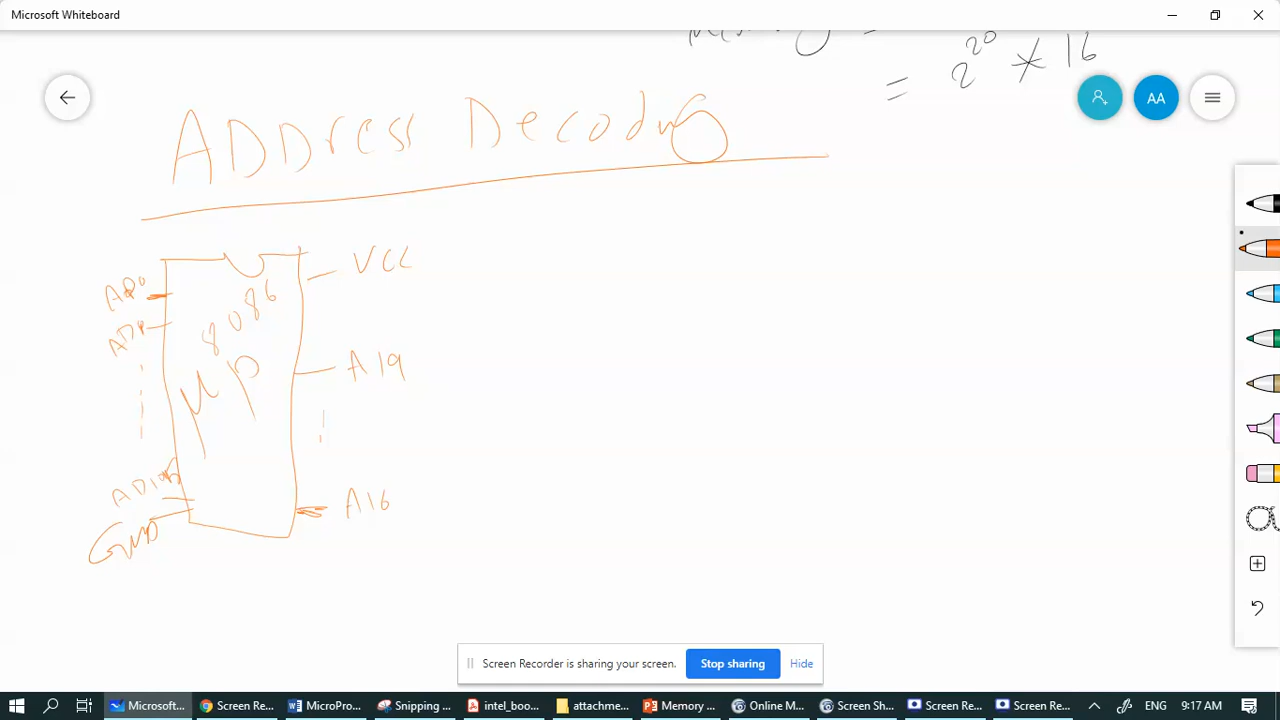 Microsoft Whiteboard
2^20 * 16
=
AA
ADDress Decoding
AD0
VCC
8086
AD1
MP
A19
AD15
A16
GND
Screen Recorder is sharing your screen.
Stop sharing
Hide
Microsoft...
Screen Re...
MicroPro...
Snipping ...
intel_boo...
attachme...
Memory ...
Online M...
Screen Sh...
Screen Re...
Screen Re...
ENG
9:17 AM